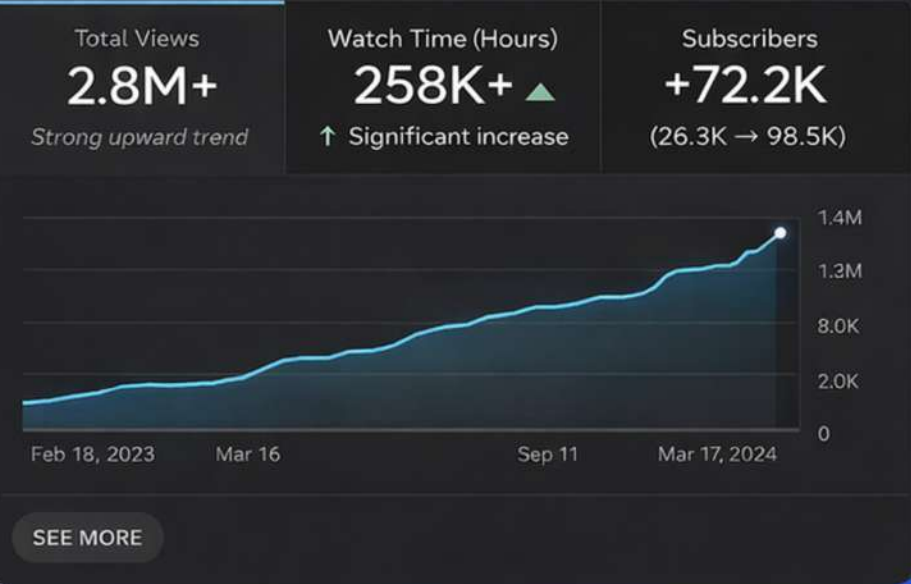 Total Views
2.8M+
Strong upward trend
Watch Time (Hours)
258K+ ▲
↑ Significant increase
Subscribers
+72.2K
(26.3K → 98.5K)
1.4M
1.3M
8.0K
2.0K
0
Feb 18, 2023 Mar 16 Sep 11 Mar 17, 2024
SEE MORE